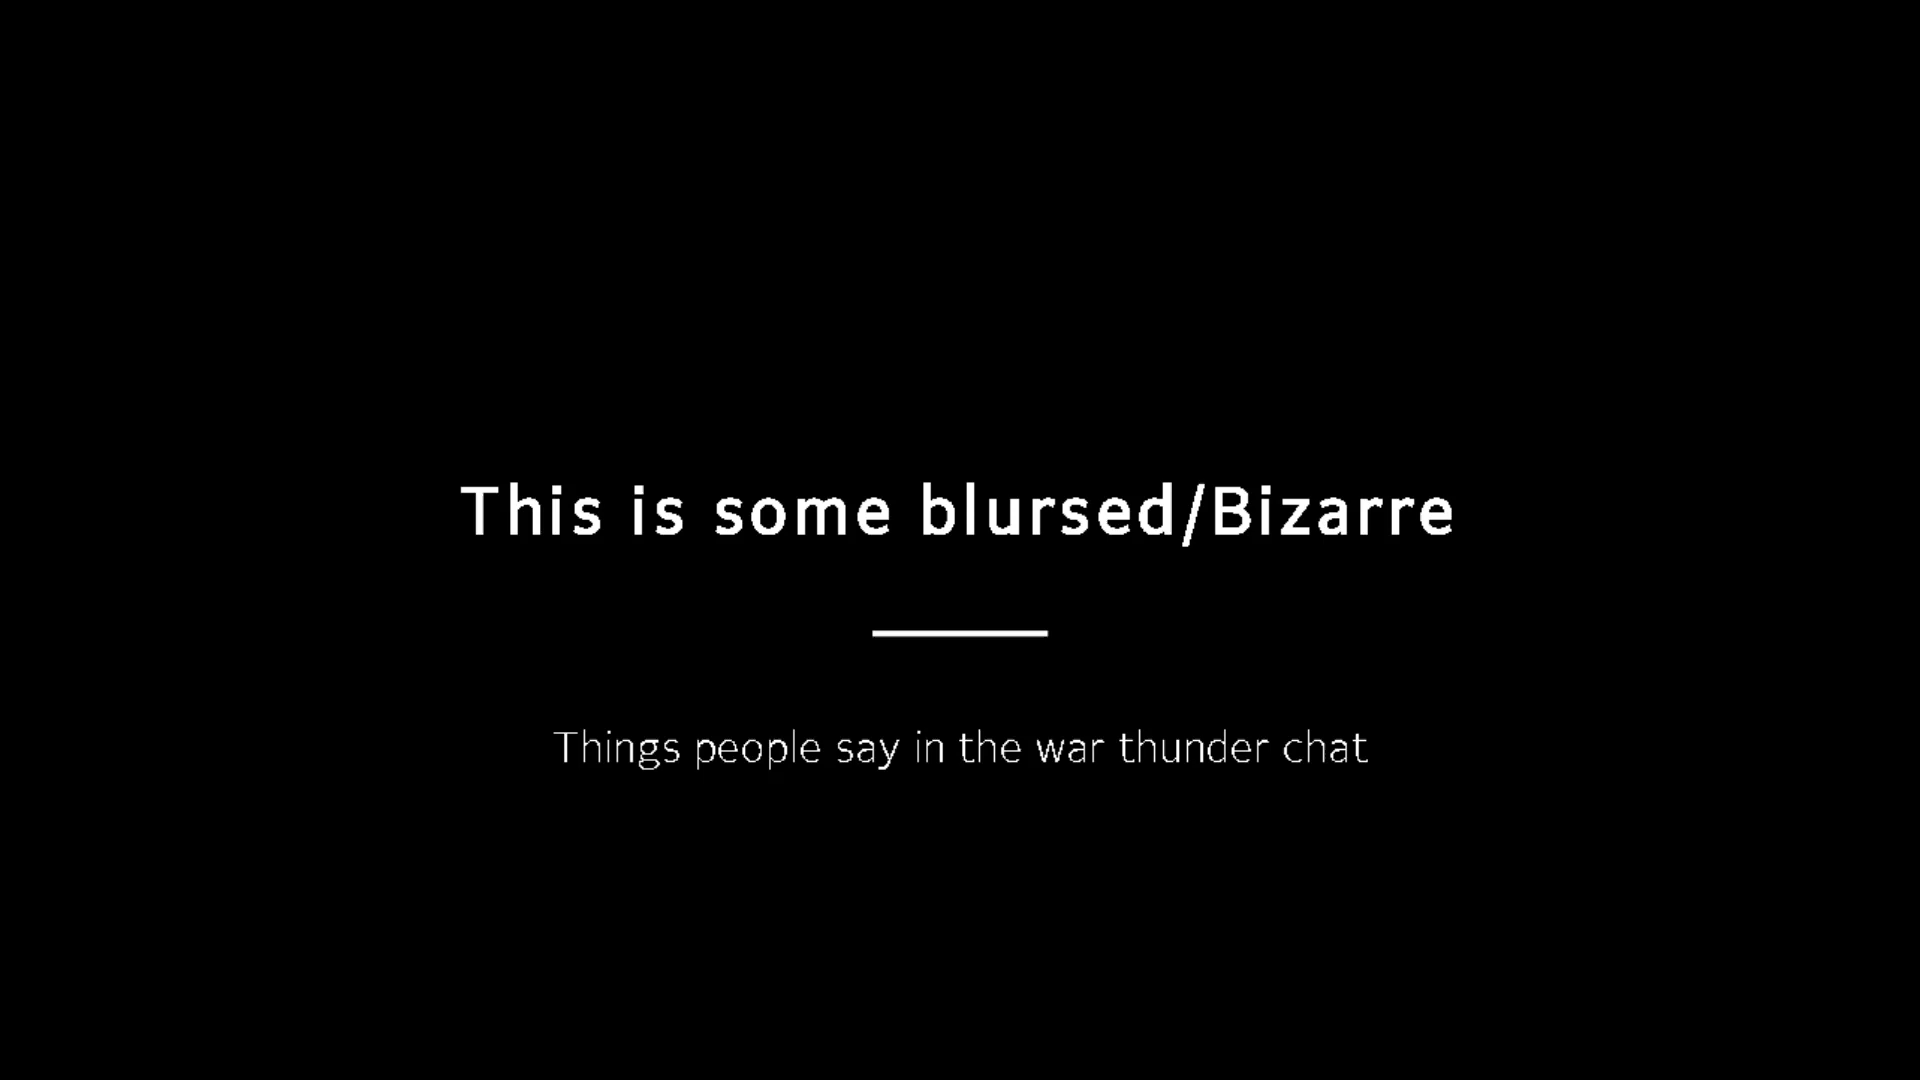 This is some blursed/Bizarre
Things people say in the war thunder chat